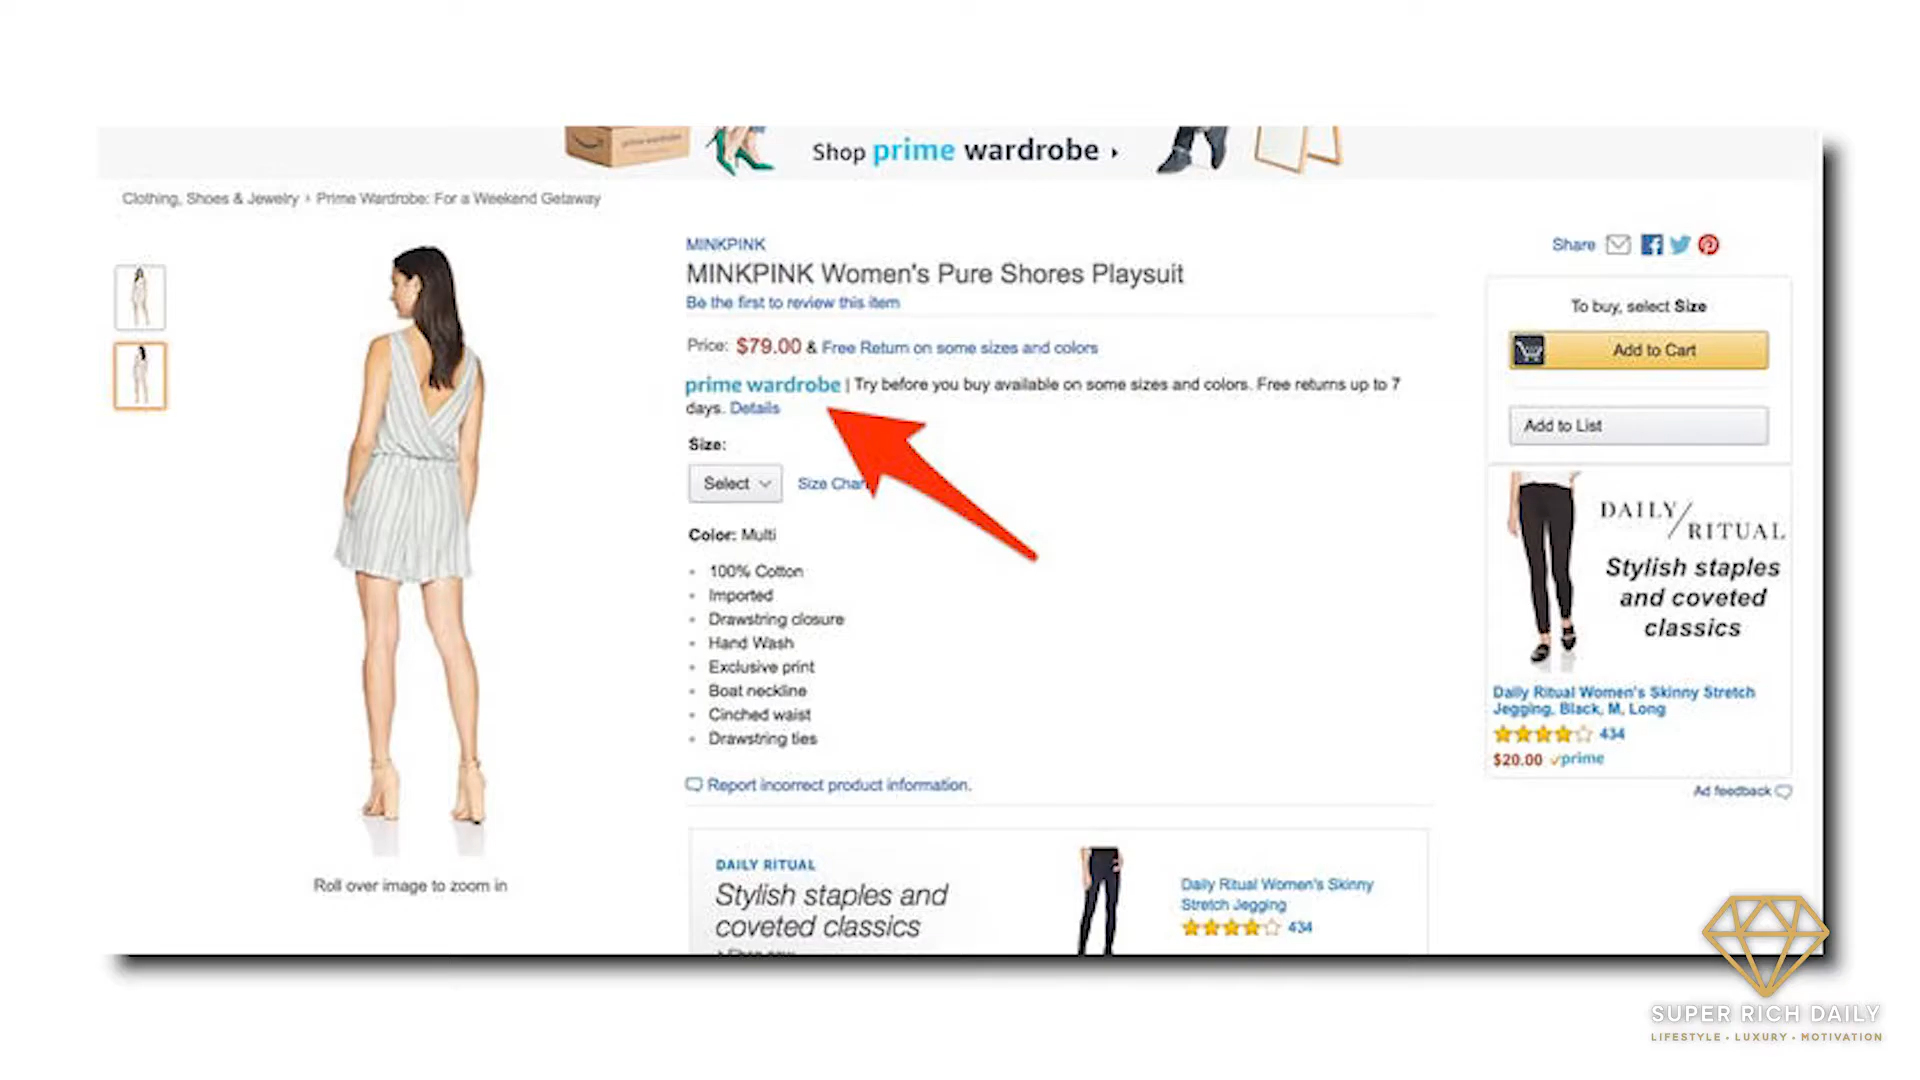 Shop prime wardrobe
Clothing, Shoes & Jewelry › Prime Wardrobe: For a Weekend Getaway
MINKPINK
MINKPINK Women's Pure Shores Playsuit
Be the first to review this item
Price: $79.00 & Free Return on some sizes and colors
prime wardrobe | Try before you buy available on some sizes and colors. Free returns up to 7
days. Details
Size:
Select
Size Char
Color: Multi
100% Cotton
Imported
Drawstring closure
Hand Wash
Exclusive print
Boat neckline
Cinched waist
Drawstring ties
Report incorrect product information.
Roll over image to zoom in
DAILY RITUAL
Stylish staples and
coveted classics
Daily Ritual Women's Skinny
Stretch Jegging
434
Share
To buy, select Size
Add to Cart
Add to List
DAILY/
RITUAL
Stylish staples
and coveted
classics
Daily Ritual Women's Skinny Stretch
Jegging, Black, M, Long
434
$20.00 prime
Ad feedback
SUPER RICH DAILY
LIFESTYLE • LUXURY • MOTIVATION